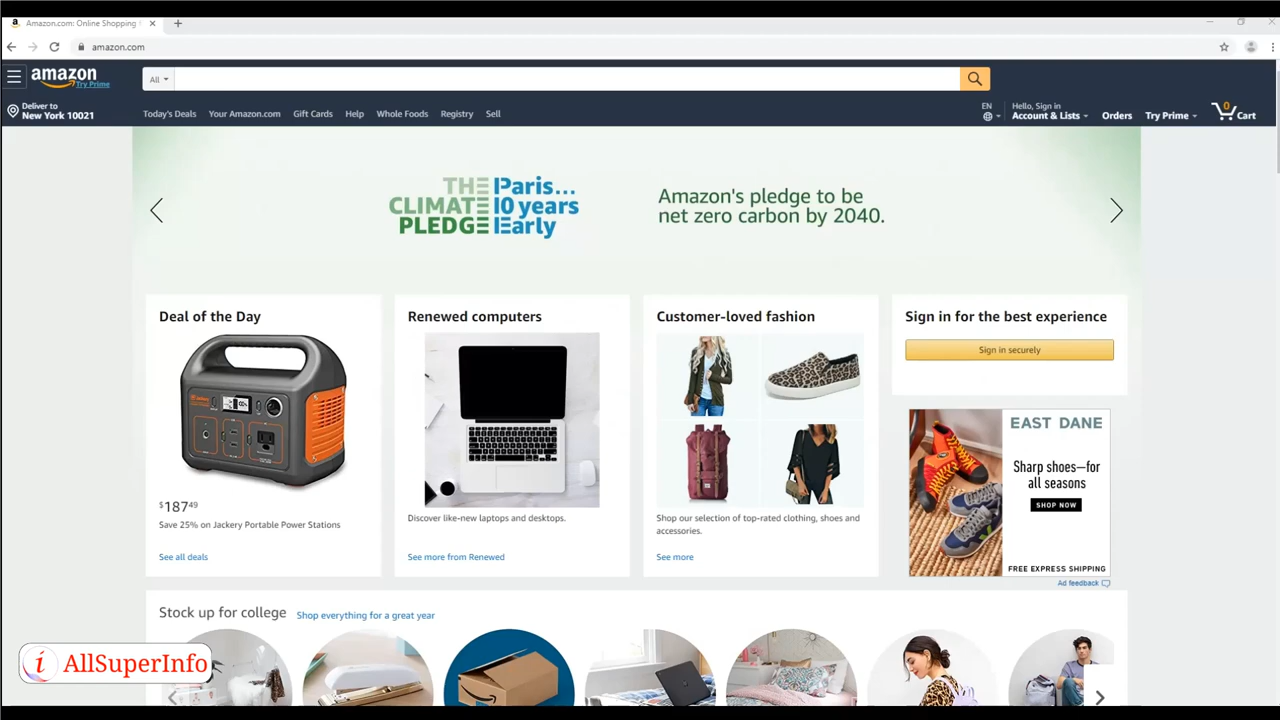 Amazon.com: Online Shopping
amazon.com
amazon
Try Prime
All
Deliver to
New York 10021
Today's Deals
Your Amazon.com
Gift Cards
Help
Whole Foods
Registry
Sell
EN
Hello, Sign in
Account & Lists
Orders
Try Prime
0
Cart
THE
CLIMATE
PLEDGE
Paris...
10 years
Early
Amazon's pledge to be
net zero carbon by 2040.
Deal of the Day
$187.49
Save 25% on Jackery Portable Power Stations
See all deals
Renewed computers
Discover like-new laptops and desktops.
See more from Renewed
Customer-loved fashion
Shop our selection of top-rated clothing, shoes and
accessories.
See more
Sign in for the best experience
Sign in securely
EAST DANE
Sharp shoes—for
all seasons
SHOP NOW
FREE EXPRESS SHIPPING
Ad feedback
Stock up for college
Shop everything for a great year
i AllSuperInfo